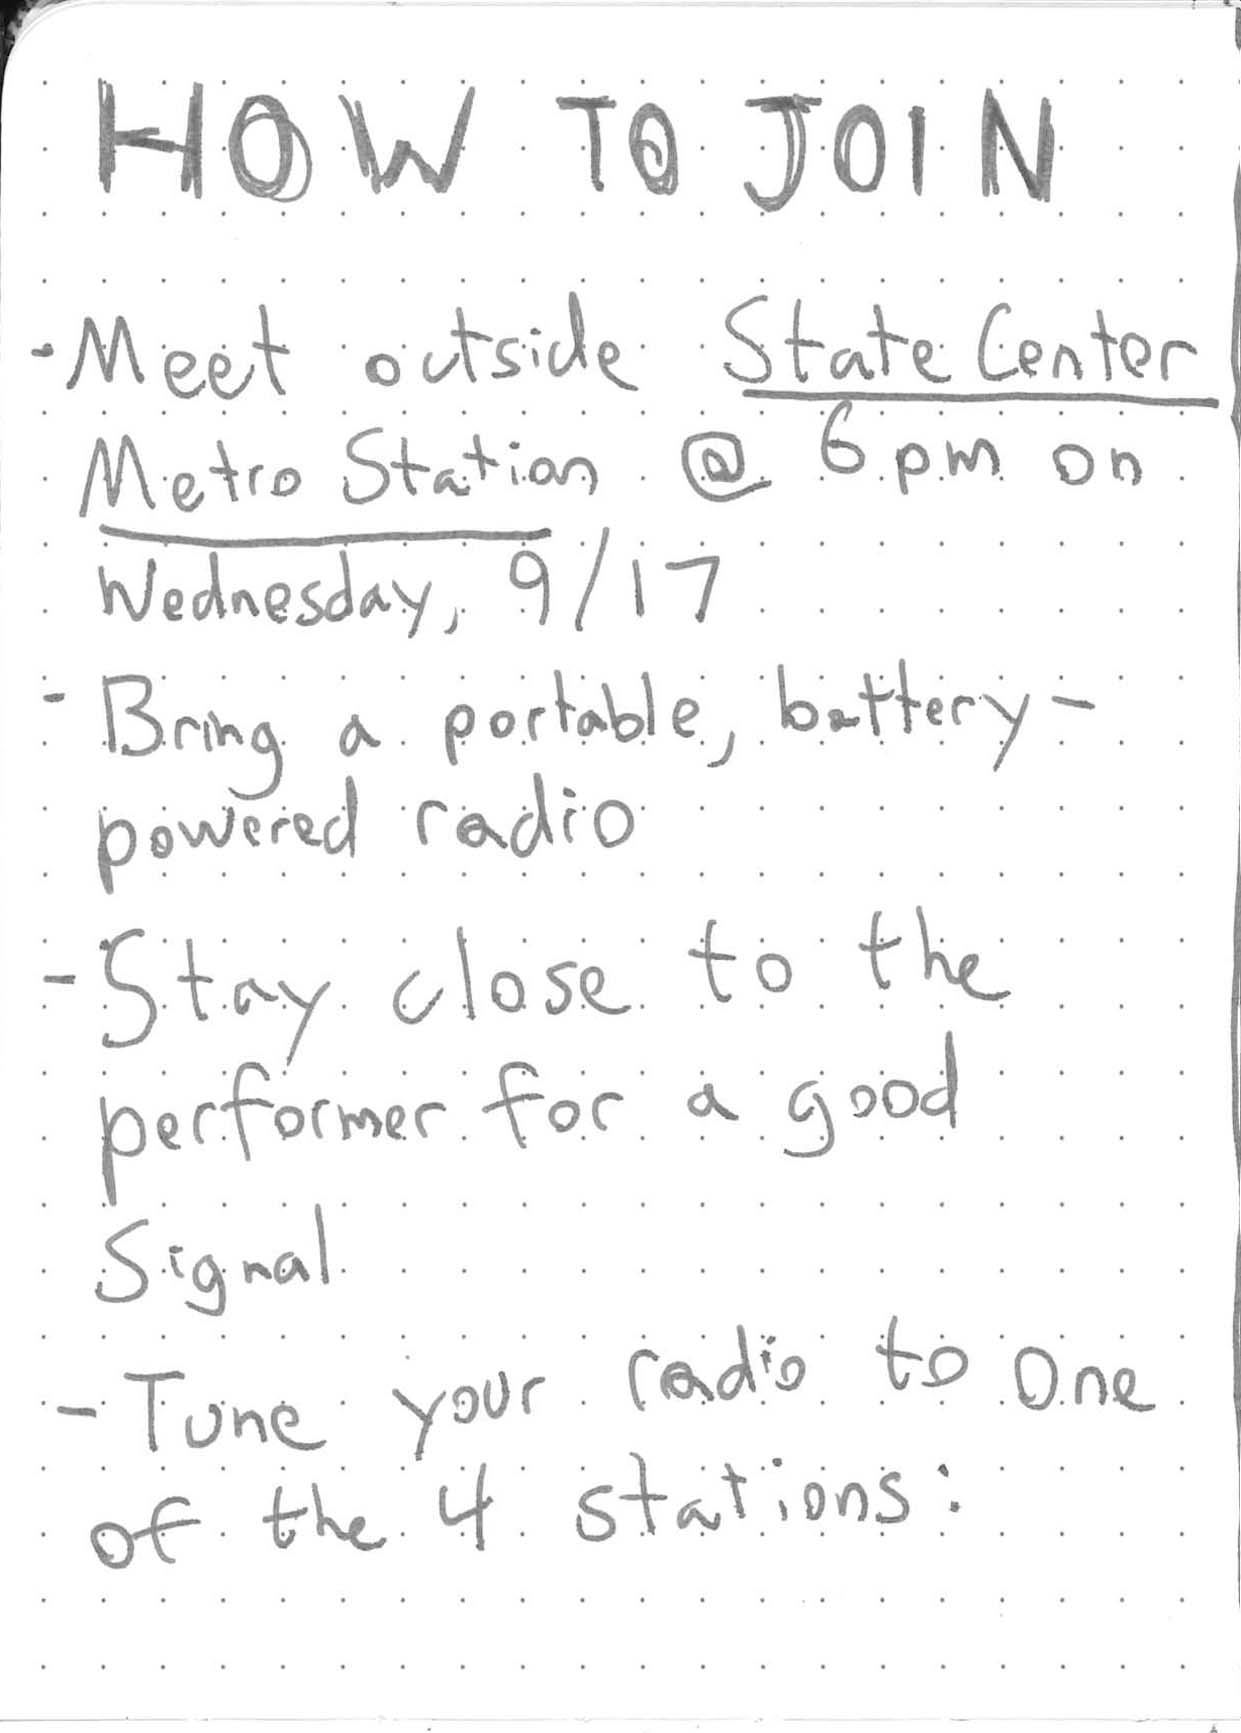 HOW TO JOIN
- Meet outside State Center
Metro Station @ 6pm on
Wednesday, 9/17
- Bring a portable, battery-
powered radio
- Stay close to the
performer for a good
Signal
- Tune your radio to One
of the 4 stations: